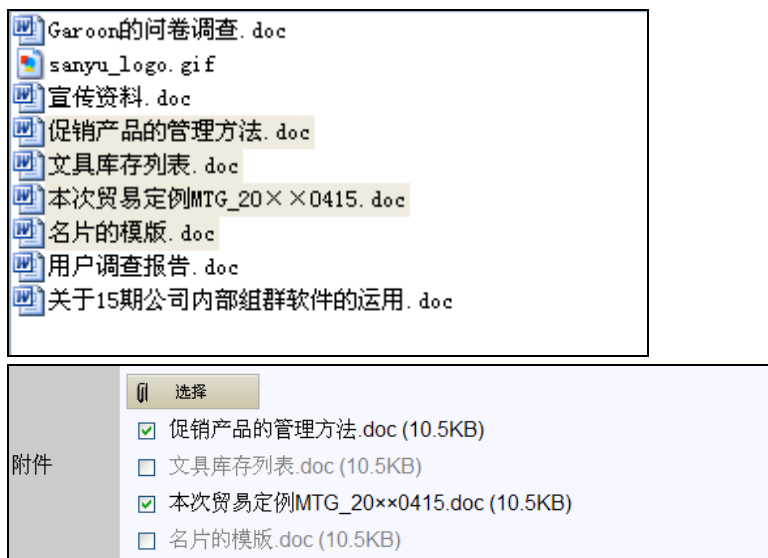 Garoon的问卷调查.doc
sanyu_logo.gif
宣传资料.doc
促销产品的管理方法.doc
文具库存列表.doc
本次贸易定例MTG_20××0415.doc
名片的模版.doc
用户调查报告.doc
关于15期公司内部组群软件的运用.doc
选择
促销产品的管理方法.doc (10.5KB)
附件
文具库存列表.doc (10.5KB)
本次贸易定例MTG_20××0415.doc (10.5KB)
名片的模版.doc (10.5KB)